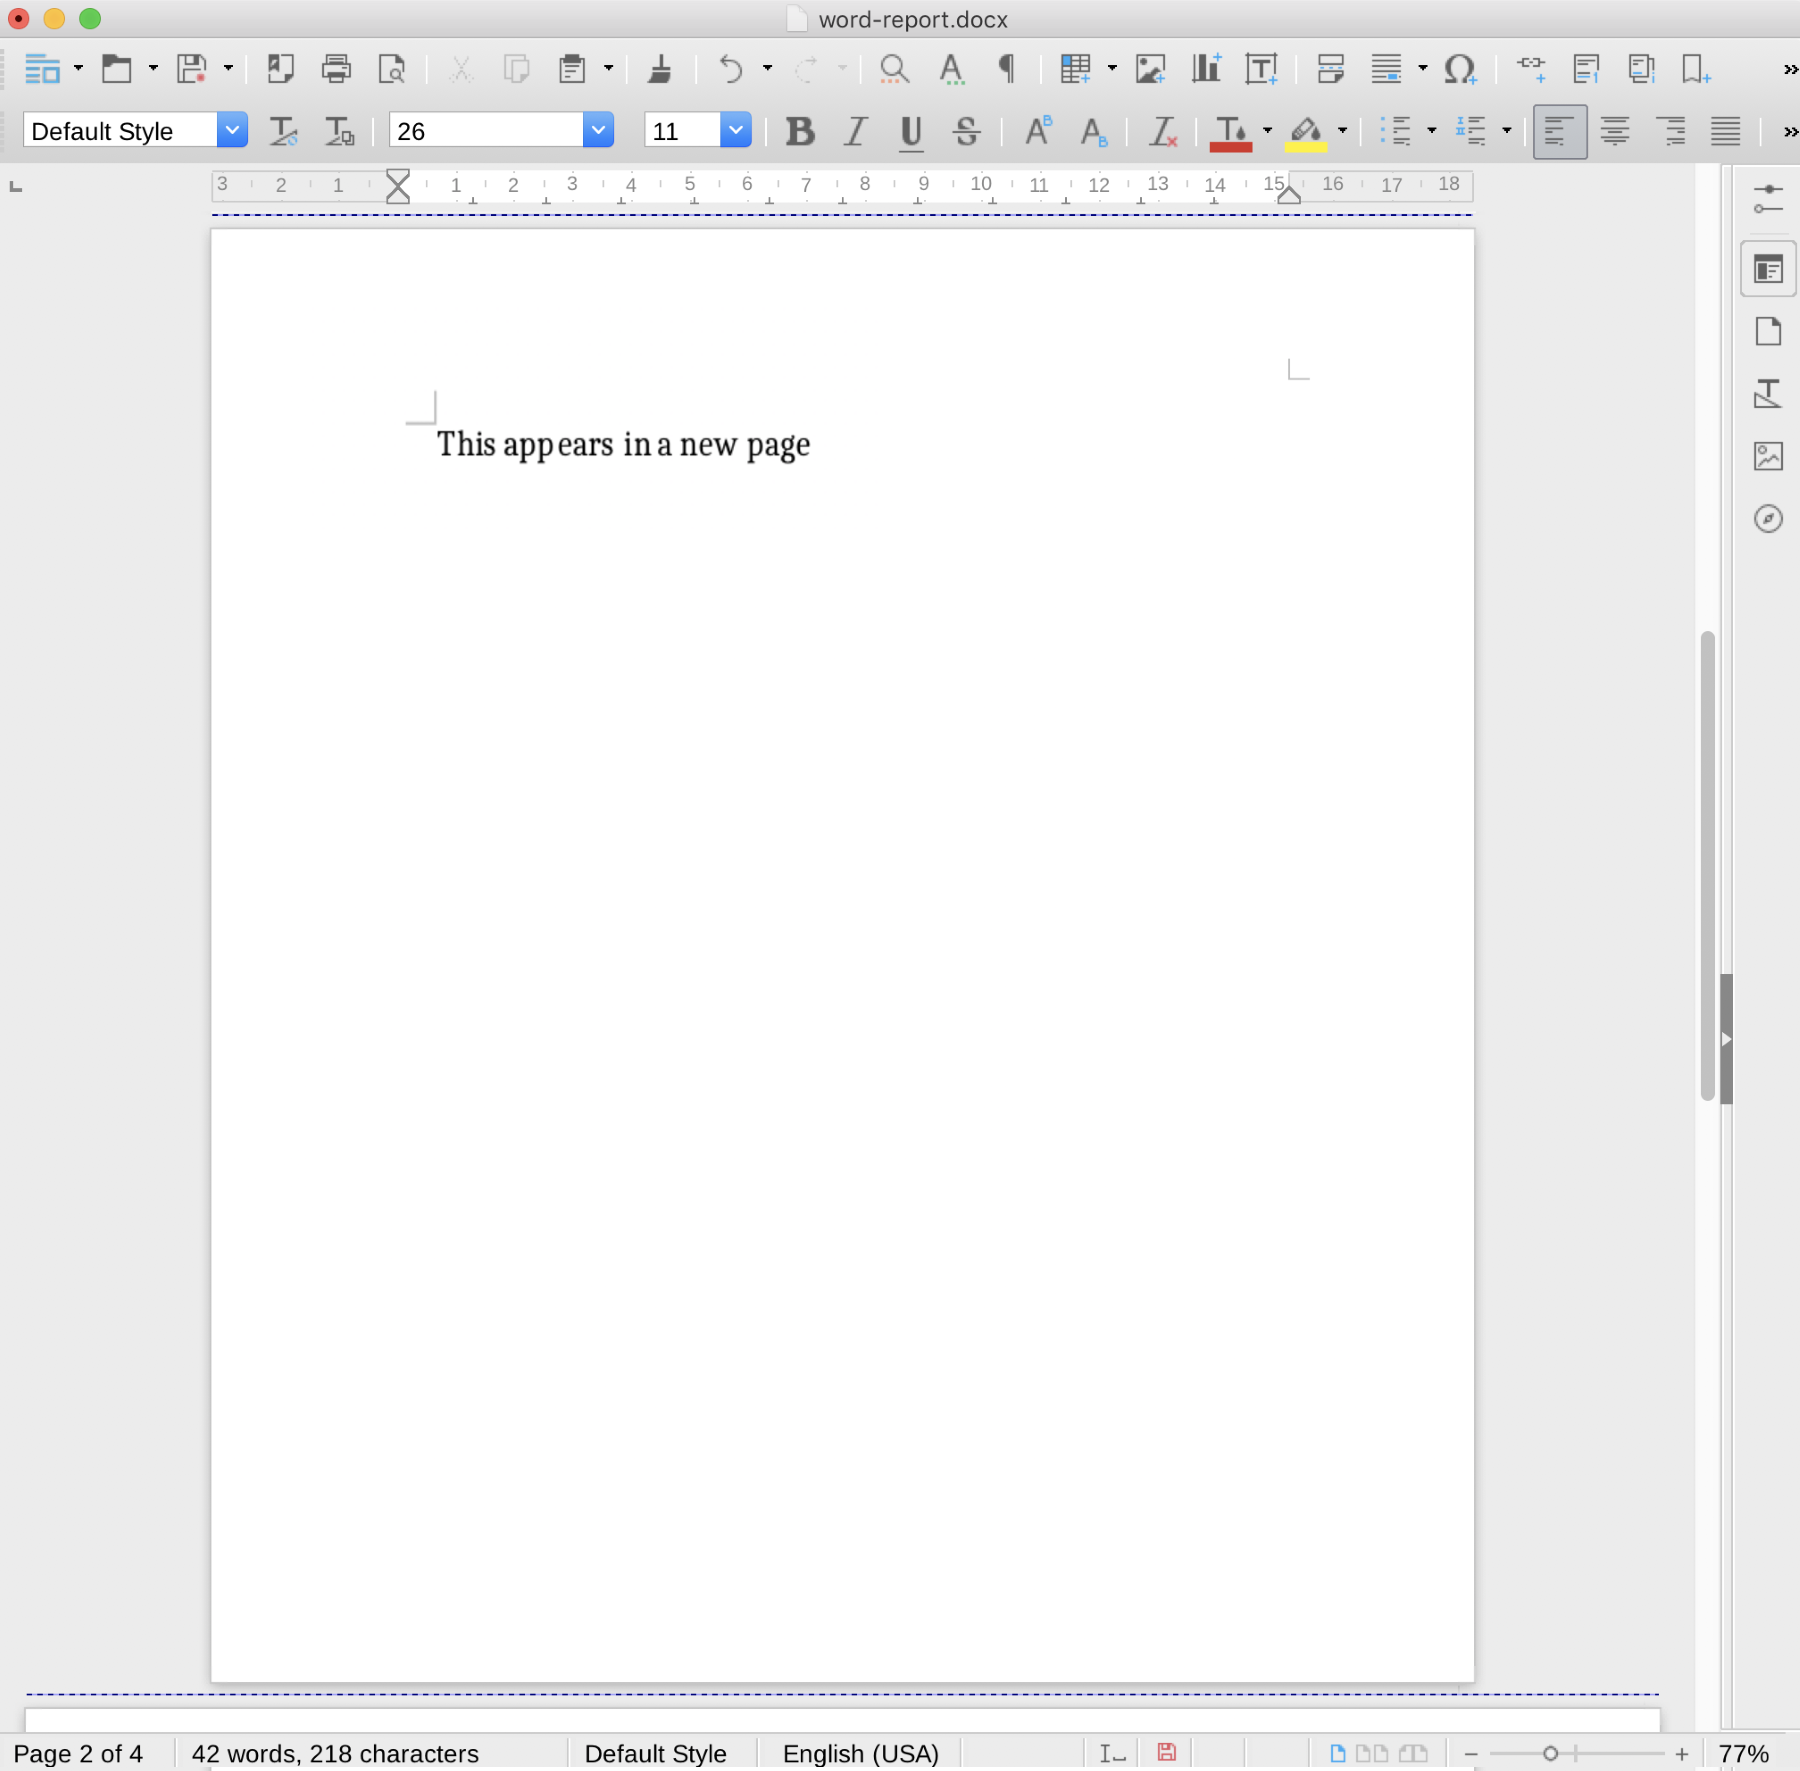 word-report.docx
Default Style 26 11
3 2 1 1 2 3 4 5 6 7 8 9 10 11 12 13 14 15 16 17 18
This appears in a new page
Page 2 of 4 42 words, 218 characters Default Style English (USA) 77%